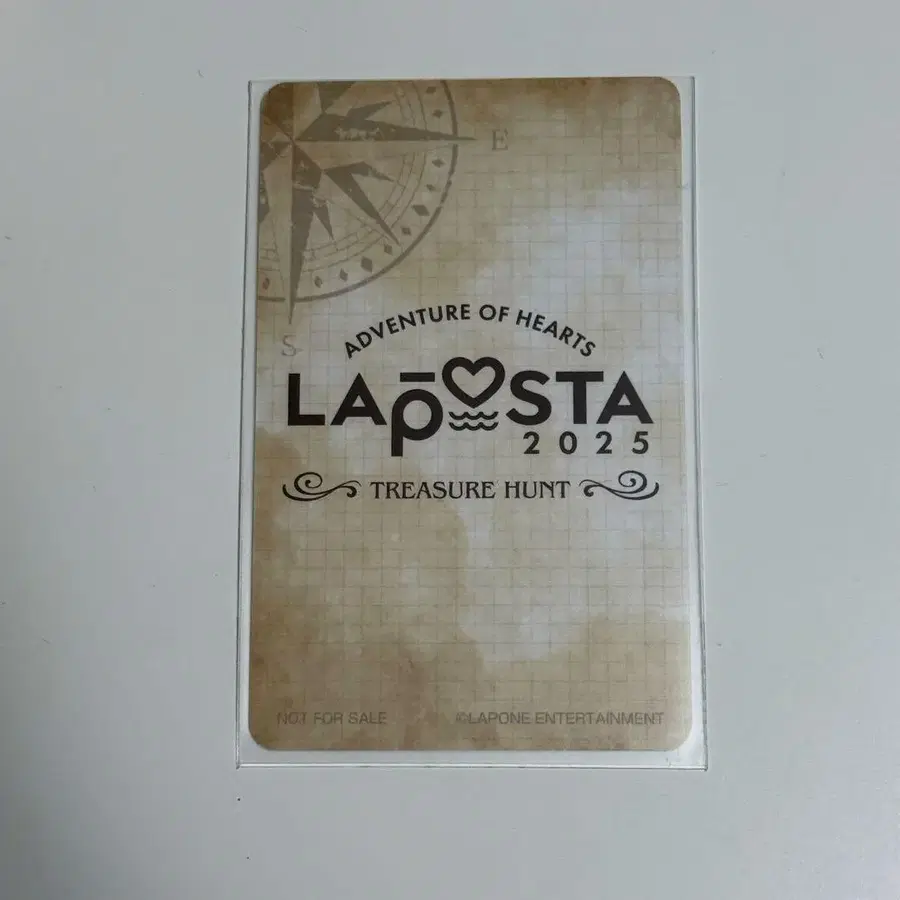 E
S
ADVENTURE OF HEARTS
LAPOSTA
2025
TREASURE HUNT
NOT FOR SALE ©LAPONE ENTERTAINMENT